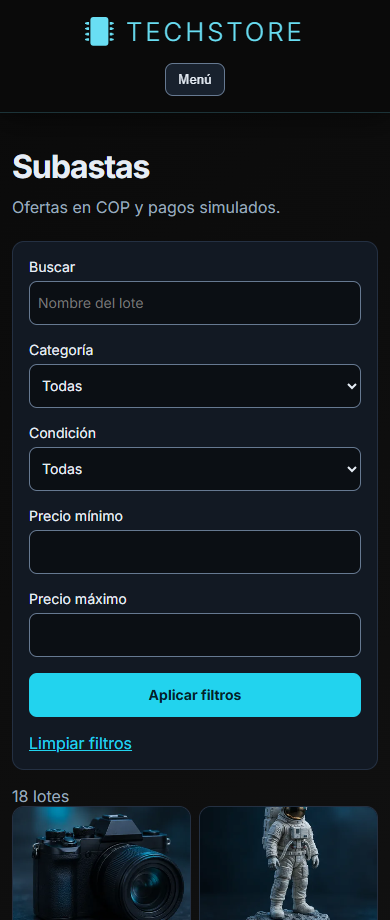 TECHSTORE
Menú
Subastas
Ofertas en COP y pagos simulados.
Buscar
Nombre del lote
Categoría
Todas
Condición
Todas
Precio mínimo
Precio máximo
Aplicar filtros
Limpiar filtros
18 lotes